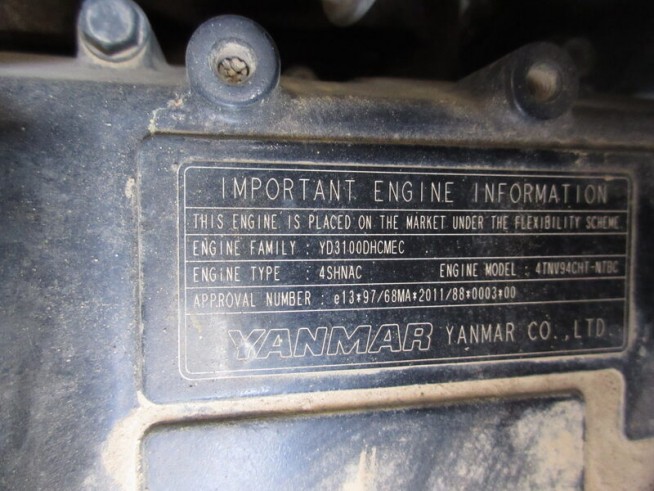 IMPORTANT ENGINE INFORMATION
THIS ENGINE IS PLACED ON THE MARKET UNDER THE FLEXIBILITY SCHEME
ENGINE FAMILY : YD3100DHCMEC
ENGINE TYPE : 4SHNAC ENGINE MODEL : 4TNV94CHT-NTBC
APPROVAL NUMBER : e13*97/68MA*2011/88*0003*00
YANMAR YANMAR CO.,LTD.